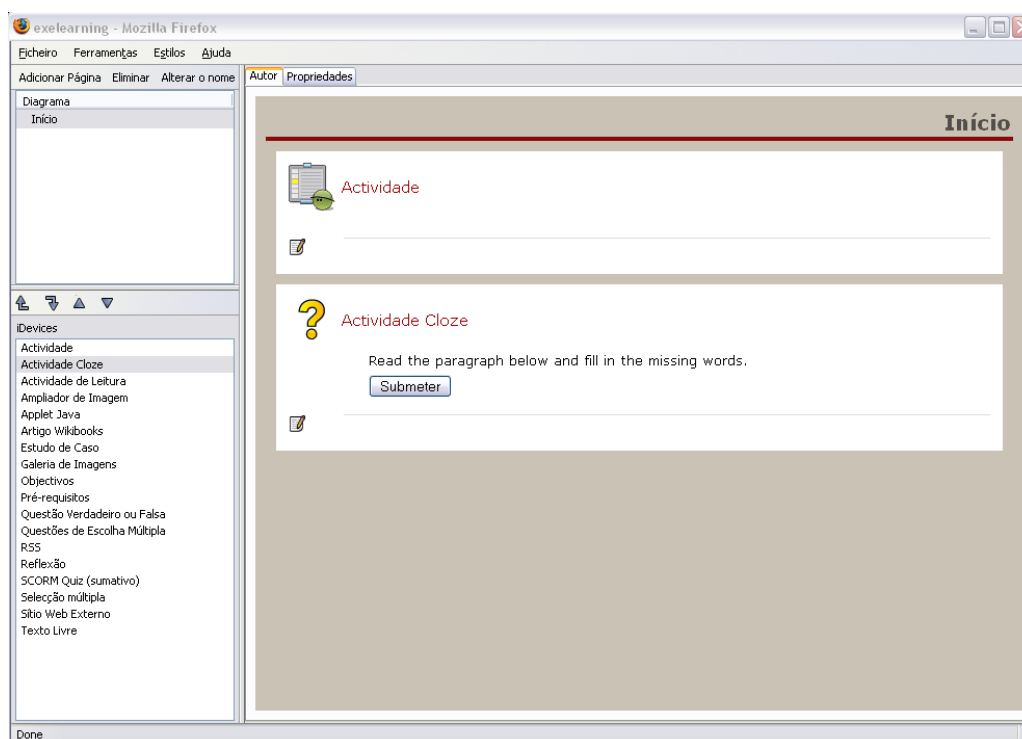 exelearning - Mozilla Firefox
Ficheiro Ferramentas Estilos Ajuda
Adicionar Página Eliminar Alterar o nome
Autor Propriedades
Diagrama
Início
Início
Actividade
Actividade Cloze
Read the paragraph below and fill in the missing words.
Submeter
iDevices
Actividade
Actividade Cloze
Actividade de Leitura
Ampliador de Imagem
Applet Java
Artigo Wikibooks
Estudo de Caso
Galeria de Imagens
Objectivos
Pré-requisitos
Questão Verdadeiro ou Falsa
Questões de Escolha Múltipla
RSS
Reflexão
SCORM Quiz (sumativo)
Selecção múltipla
Sítio Web Externo
Texto Livre
Done